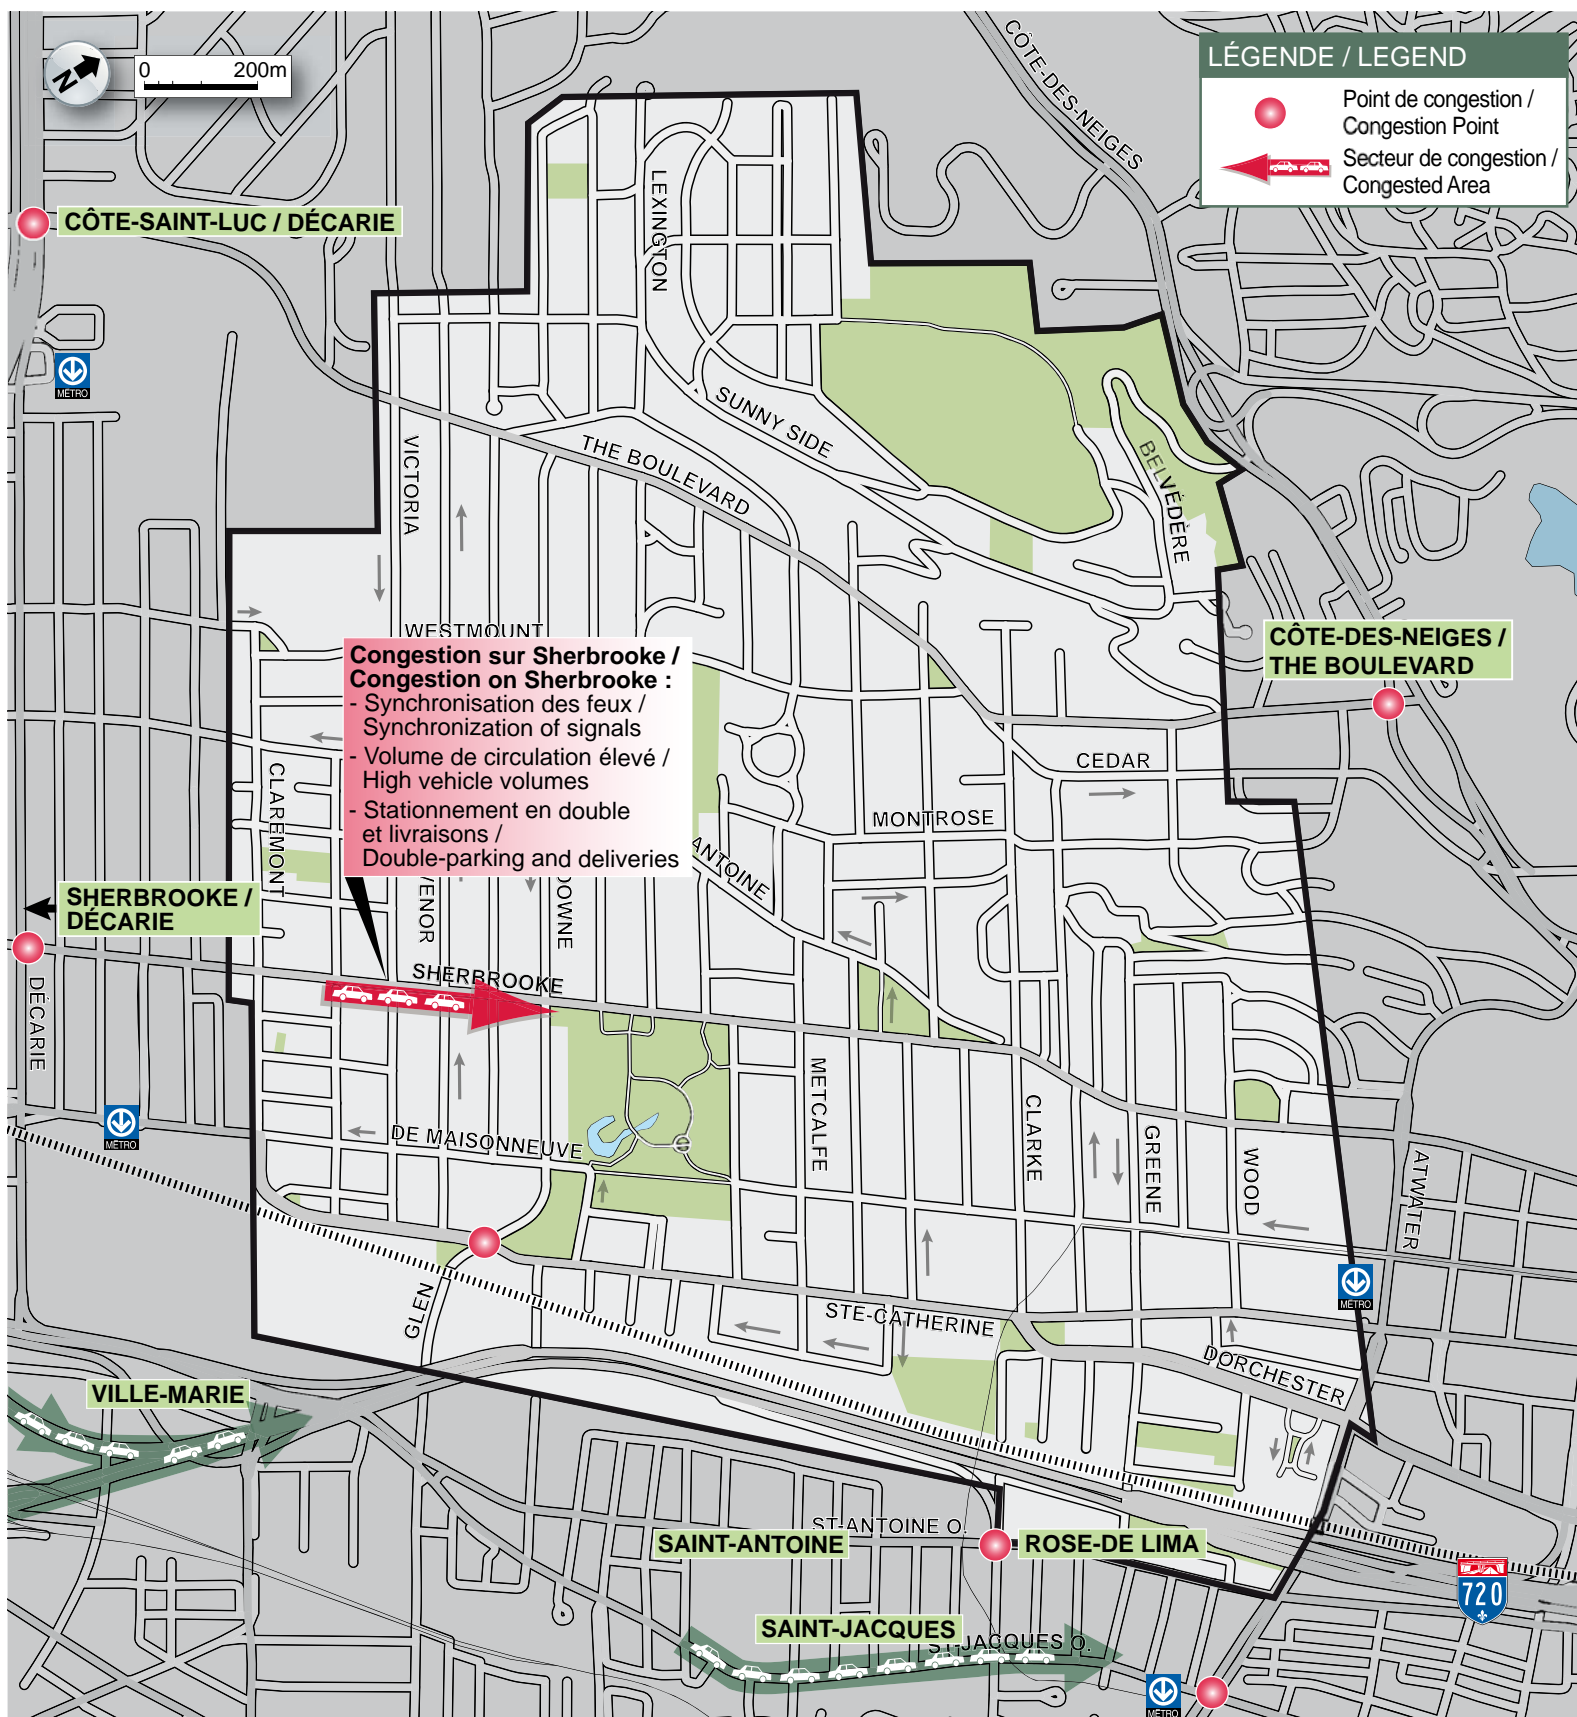 N
0 200m
CÔTE-DES-NEIGES
LÉGENDE / LEGEND
Point de congestion /
Congestion Point
Secteur de congestion /
Congested Area
CÔTE-SAINT-LUC / DÉCARIE
LEXINGTON
MÉTRO
SUNNY SIDE
THE BOULEVARD
VICTORIA
BELVÉDÈRE
WESTMOUNT
CÔTE-DES-NEIGES /
THE BOULEVARD
Congestion sur Sherbrooke /
Congestion on Sherbrooke :
- Synchronisation des feux /
Synchronization of signals
- Volume de circulation élevé /
High vehicle volumes
- Stationnement en double
et livraisons /
Double-parking and deliveries
CEDAR
CLAREMONT
MONTROSE
ANTOINE
VENOR
DOWNE
SHERBROOKE /
DÉCARIE
SHERBROOKE
DÉCARIE
METCALFE
CLARKE
GREENE
WOOD
ATWATER
MÉTRO
DE MAISONNEUVE
MÉTRO
GLEN
STE-CATHERINE
DORCHESTER
VILLE-MARIE
ST-ANTOINE O.
SAINT-ANTOINE
ROSE-DE LIMA
720
SAINT-JACQUES
ST-JACQUES O.
MÉTRO